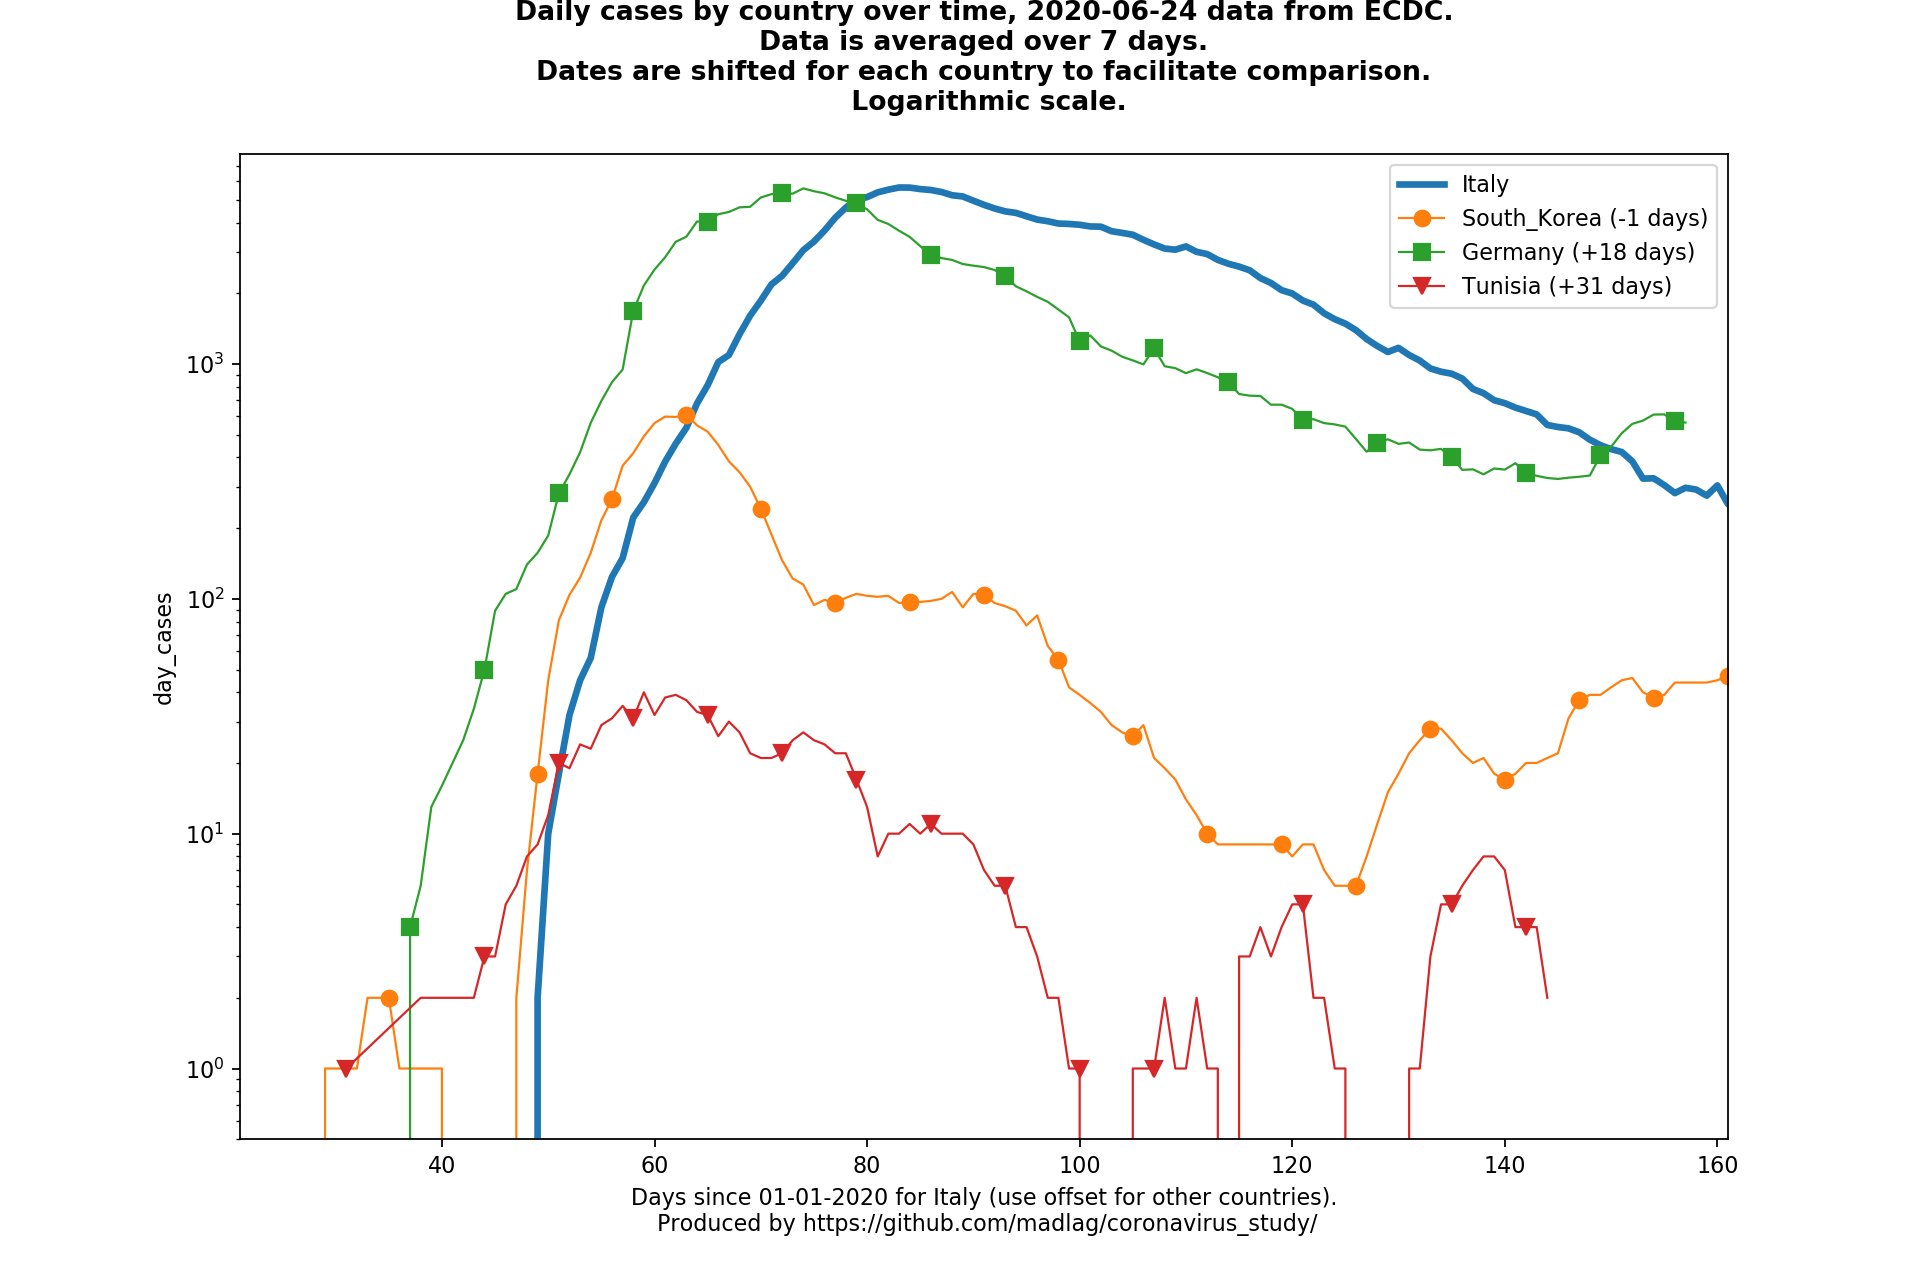 Daily cases by country over time, 2020-06-24 data from ECDC.
Data is averaged over 7 days.
Dates are shifted for each country to facilitate comparison.
Logarithmic scale.
Italy
South_Korea (-1 days)
Germany (+18 days)
Tunisia (+31 days)
day_cases
10³
10²
10¹
10⁰
40 60 80 100 120 140 160
Days since 01-01-2020 for Italy (use offset for other countries).
Produced by https://github.com/madlag/coronavirus_study/